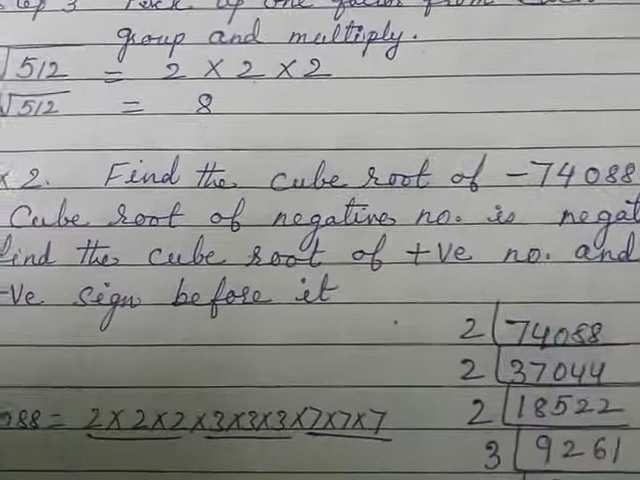 group and multiply.
√512 = 2 × 2 × 2
√512 = 8
x 2. Find the cube root of -74088
Cube root of negative no. is negat
find the cube root of +ve no. and
-ve sign before it
2 74088
2 37044
2 18522
088 = 2 × 2 × 2 × 3 × 3 × 3 × 7 × 7 × 7
3 9261